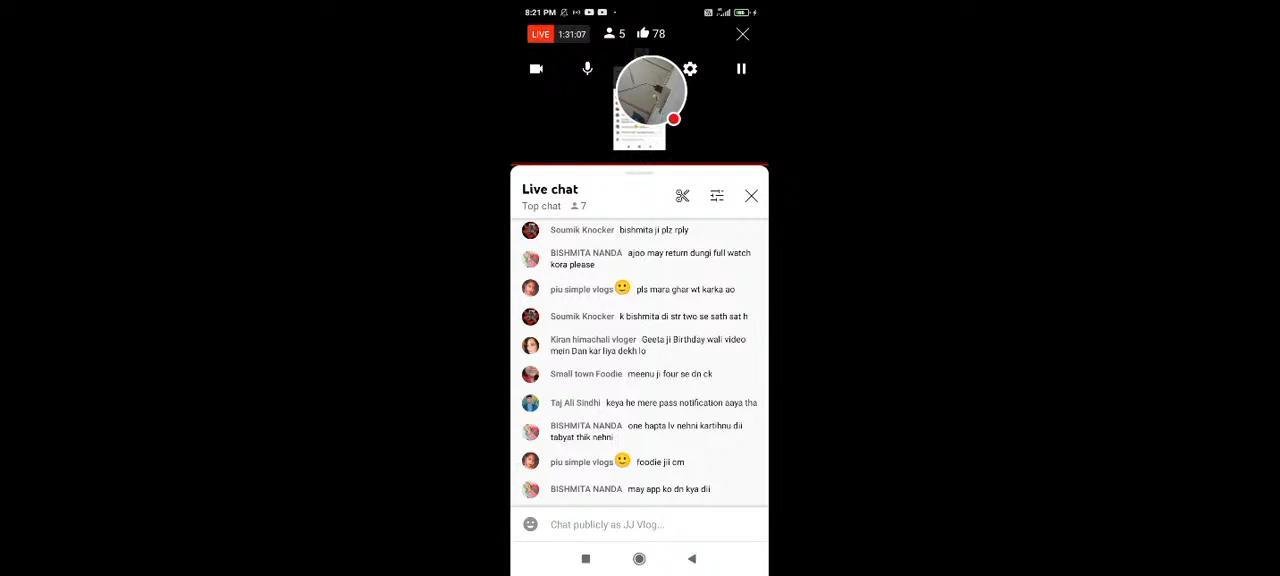 8:21 PM
LIVE 1:31:07 5 78
Live chat
Top chat 7
Soumik Knocker bishmita ji plz rply
BISHMITA NANDA ajoo may return dungi full watch
kora please
piu simple vlogs🙂 pls mara ghar wt karka ao
Soumik Knocker k bishmita di str two se sath sat h
Kiran himachali vloger Geeta ji Birthday wali video
mein Dan kar liya dekh lo
Small town Foodie meenu ji four se dn ck
Taj Ali Sindhi keya he mere pass notification aaya tha
BISHMITA NANDA one hapta lv nehni kartihnu dii
tabyat thik nehni
piu simple vlogs🙂 foodie jii cm
BISHMITA NANDA may app ko dn kya dii
Chat publicly as JJ Vlog...